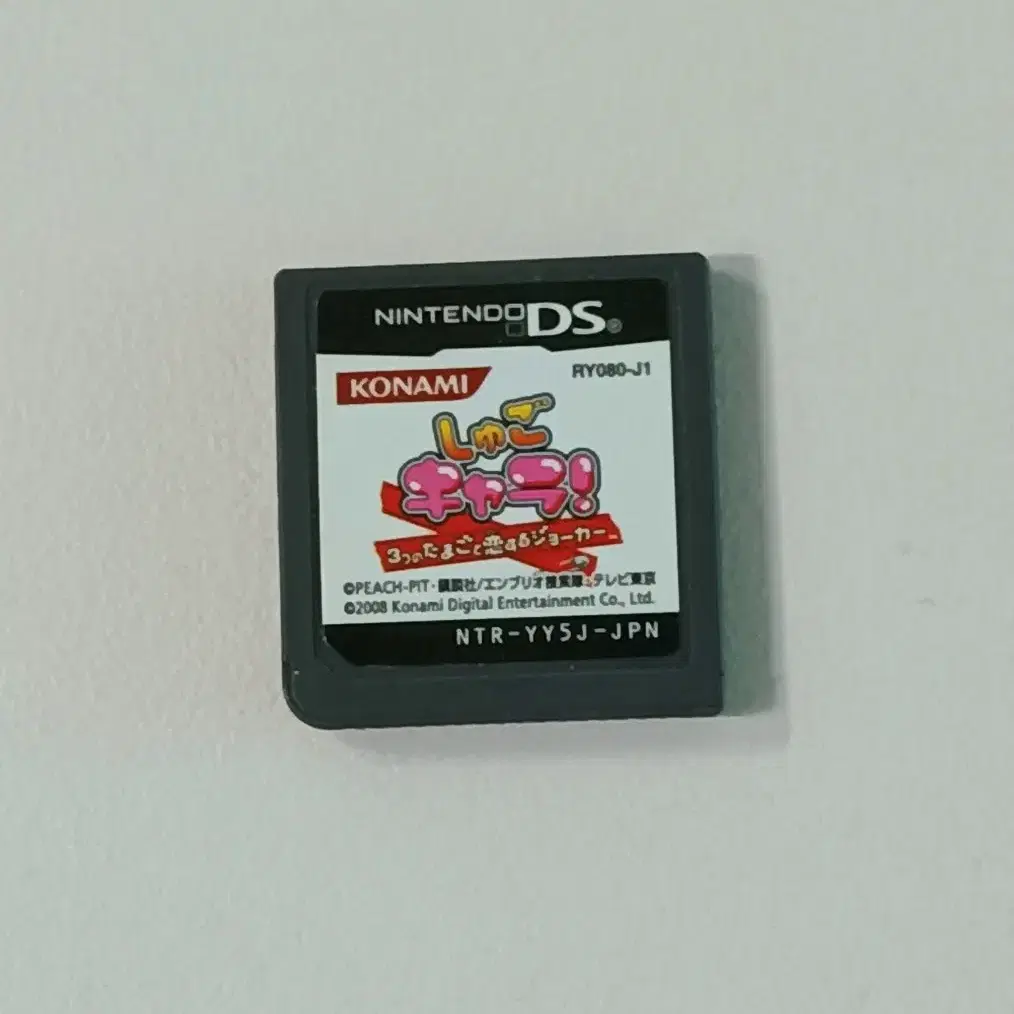 NINTENDO DS®
KONAMI
RY080-J1
しゅご
キャラ!
3つのたまごと恋するジョーカー™
©PEACH-PIT・講談社/エンブリオ捜索隊・テレビ東京
©2008 Konami Digital Entertainment Co., Ltd.
NTR-YY5J-JPN